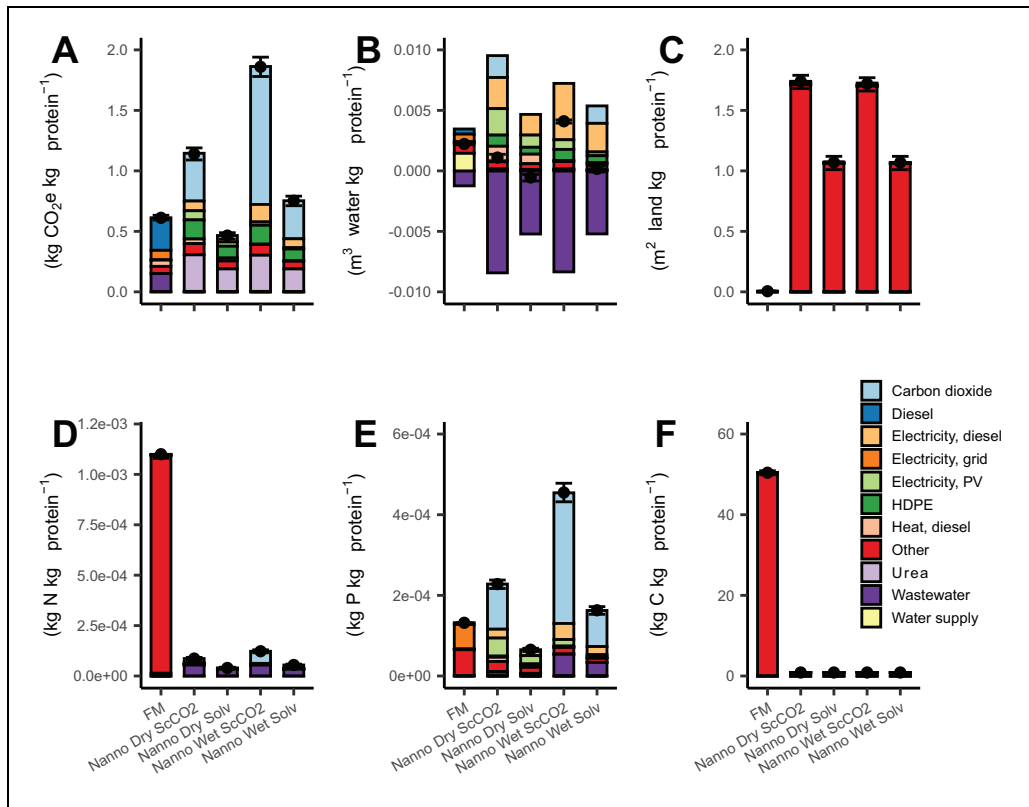 A
(kg CO₂e kg protein⁻¹)
2.0
1.5
1.0
0.5
0.0
B
(m³ water kg protein⁻¹)
0.010
0.005
0.000
-0.005
-0.010
C
(m² land kg protein⁻¹)
2.0
1.5
1.0
0.5
0.0
D
(kg N kg protein⁻¹)
1.2e-03
1.0e-03
7.5e-04
5.0e-04
2.5e-04
0.0e+00
FM
Nanno Dry ScCO2
Nanno Dry Solv
Nanno Wet ScCO2
Nanno Wet Solv
E
(kg P kg protein⁻¹)
6e-04
4e-04
2e-04
0e+00
FM
Nanno Dry ScCO2
Nanno Dry Solv
Nanno Wet ScCO2
Nanno Wet Solv
F
(kg C kg protein⁻¹)
60
40
20
0
FM
Nanno Dry ScCO2
Nanno Dry Solv
Nanno Wet ScCO2
Nanno Wet Solv
Carbon dioxide
Diesel
Electricity, diesel
Electricity, grid
Electricity, PV
HDPE
Heat, diesel
Other
Urea
Wastewater
Water supply